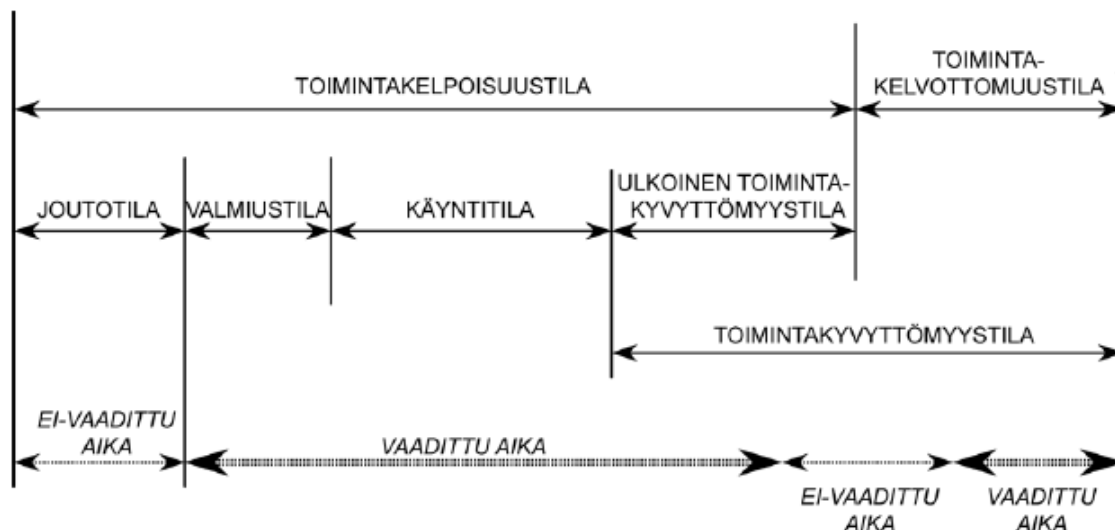 TOIMINTAKELPOISUUSTILA
TOIMINTA-
KELVOTTOMUUSTILA
JOUTOTILA
VALMIUSTILA
KÄYNTITILA
ULKOINEN TOIMINTA-
KYVYTTÖMYYSTILA
TOIMINTAKYVYTTÖMYYSTILA
EI-VAADITTU
AIKA
VAADITTU AIKA
EI-VAADITTU
AIKA
VAADITTU
AIKA